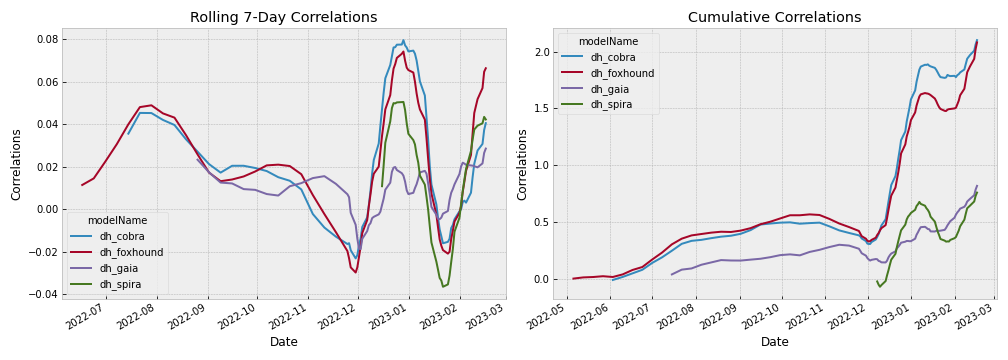 Rolling 7-Day Correlations
0.08
0.06
0.04
0.02
0.00
−0.02
−0.04
Correlations
modelName
dh_cobra
dh_foxhound
dh_gaia
dh_spira
2022-07
2022-08
2022-09
2022-10
2022-11
2022-12
2023-01
2023-02
2023-03
Date
Cumulative Correlations
2.0
1.5
1.0
0.5
0.0
Correlations
modelName
dh_cobra
dh_foxhound
dh_gaia
dh_spira
2022-05
2022-06
2022-07
2022-08
2022-09
2022-10
2022-11
2022-12
2023-01
2023-02
2023-03
Date